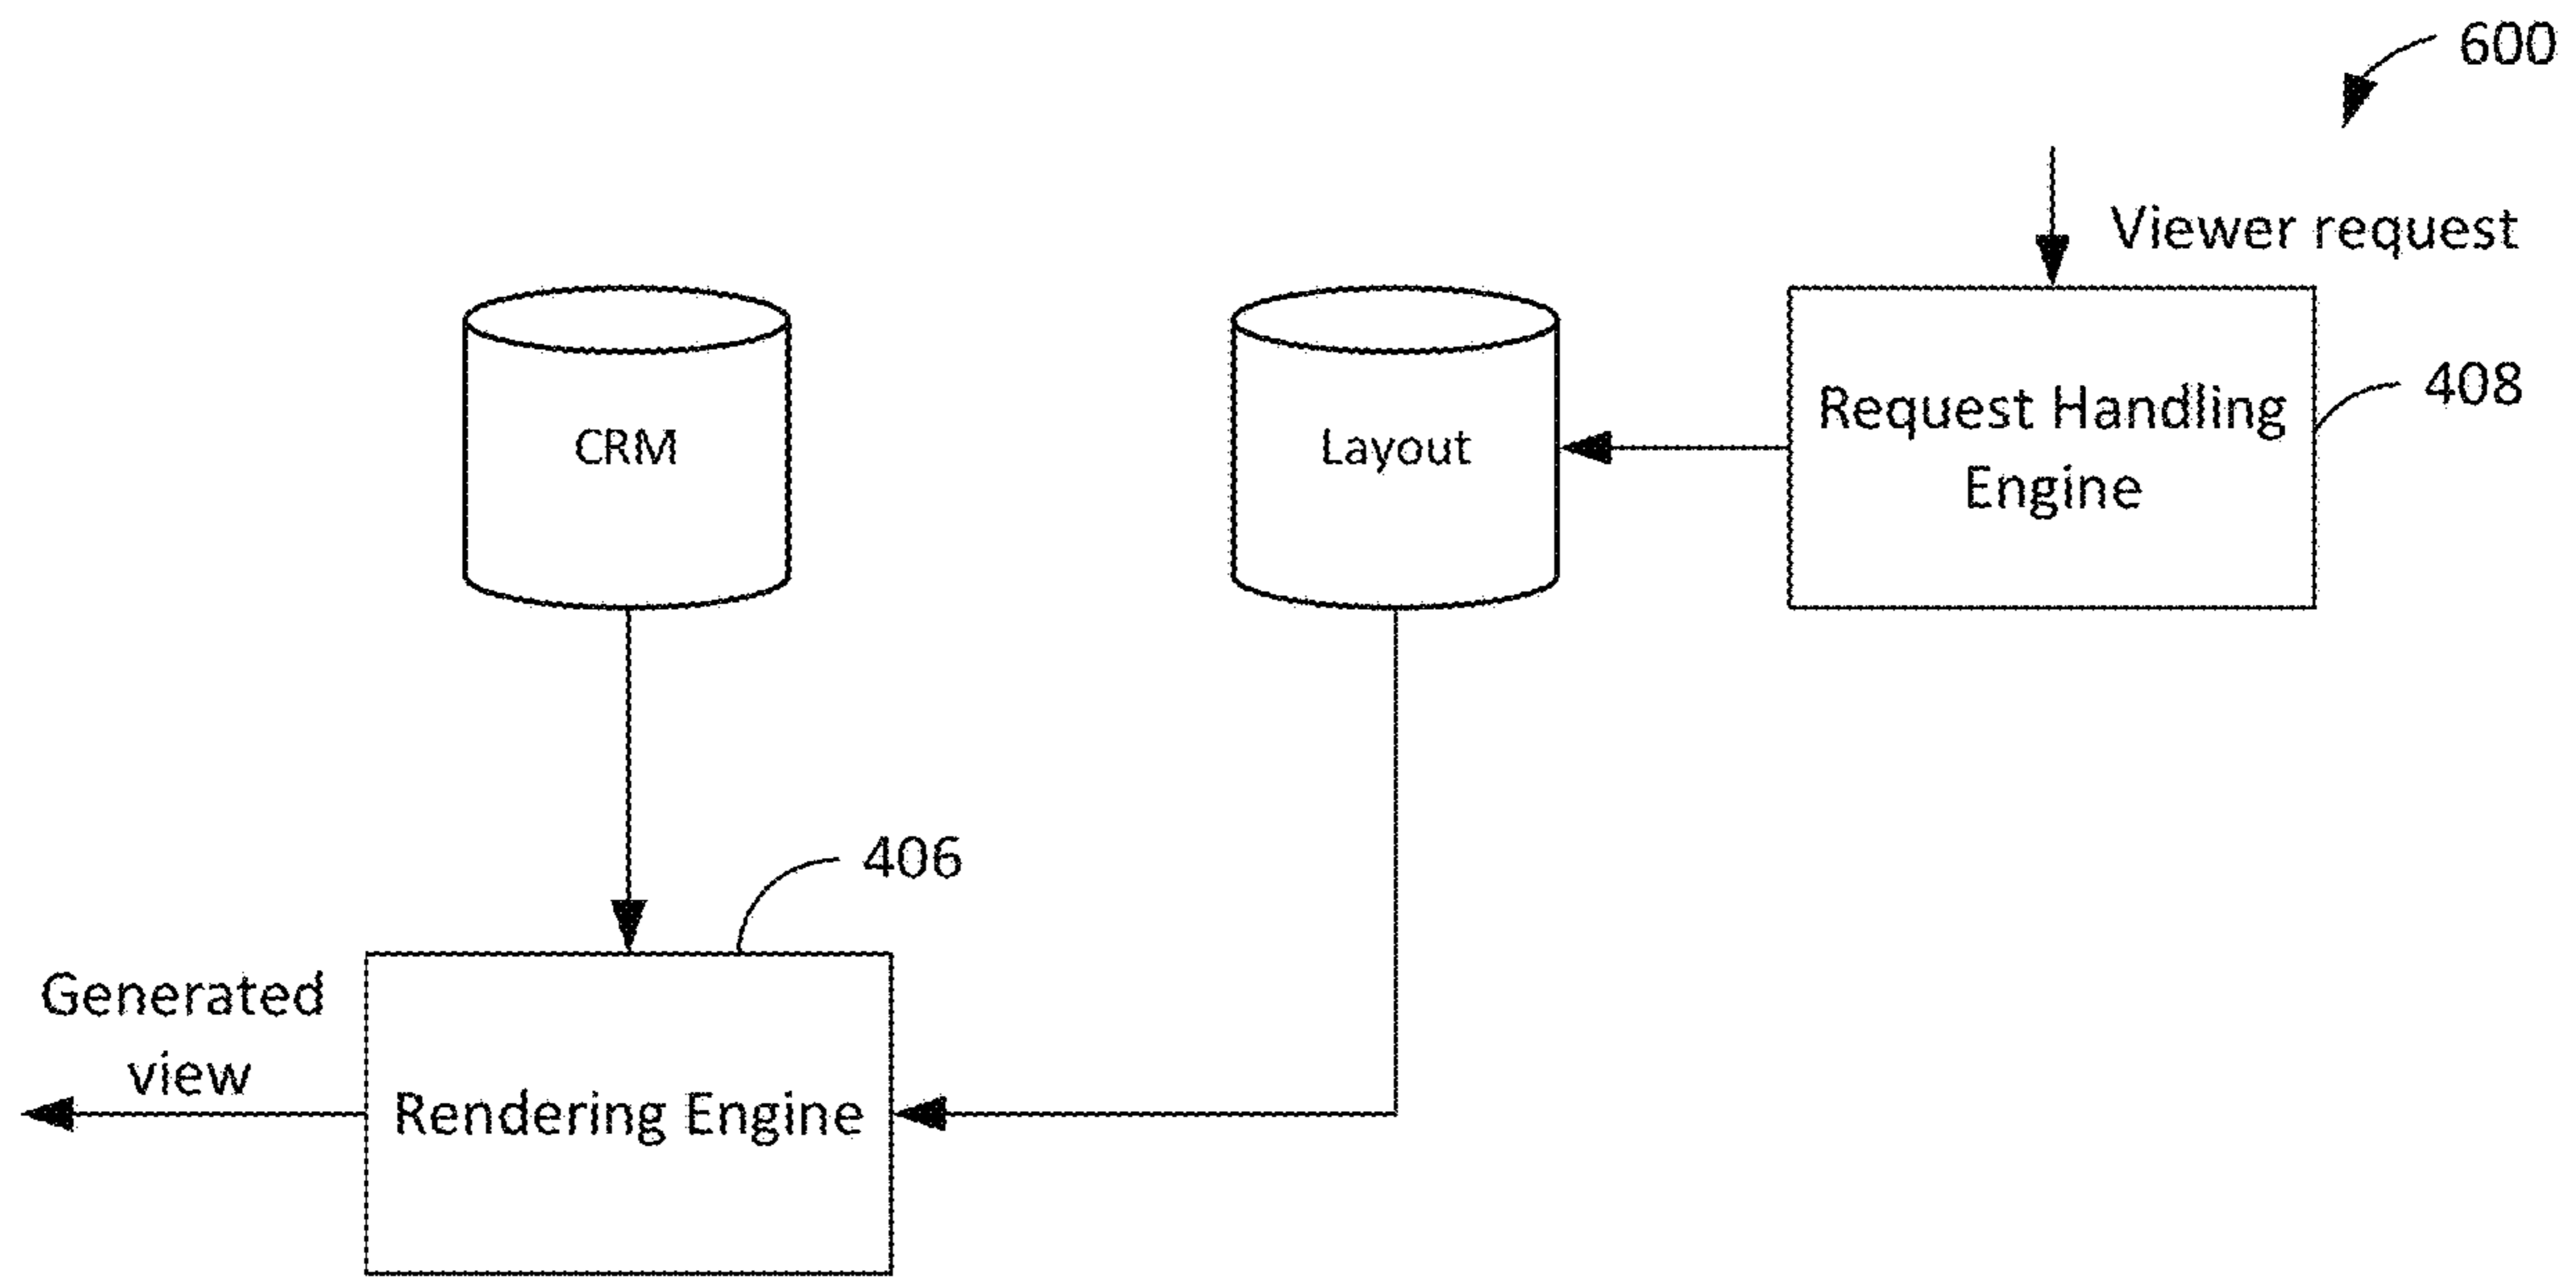 600
Viewer request
CRM
Layout
Request Handling
Engine
408
406
Generated
view
Rendering Engine